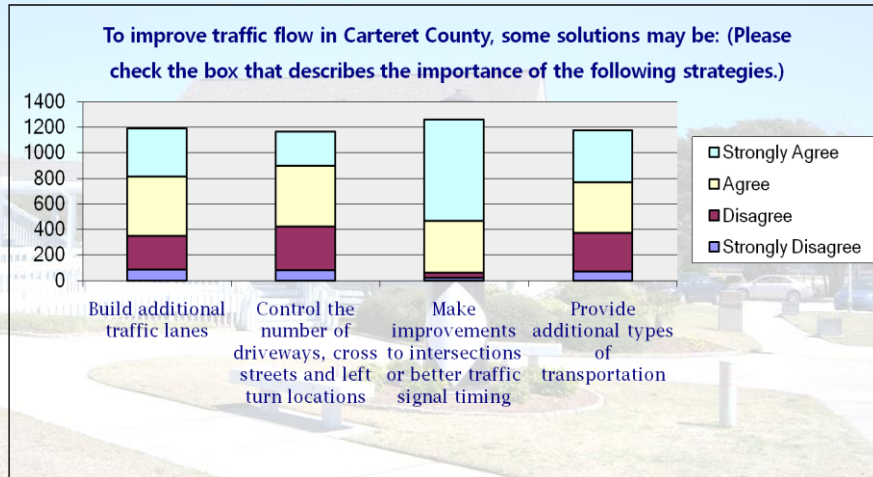 To improve traffic flow in Carteret County, some solutions may be: (Please
check the box that describes the importance of the following strategies.)
1400
1200
1000
800
600
400
200
0
Strongly Agree
Agree
Disagree
Strongly Disagree
Build additional
traffic lanes
Control the
number of
driveways, cross
streets and left
turn locations
Make
improvements
to intersections
or better traffic
signal timing
Provide
additional types
of
transportation